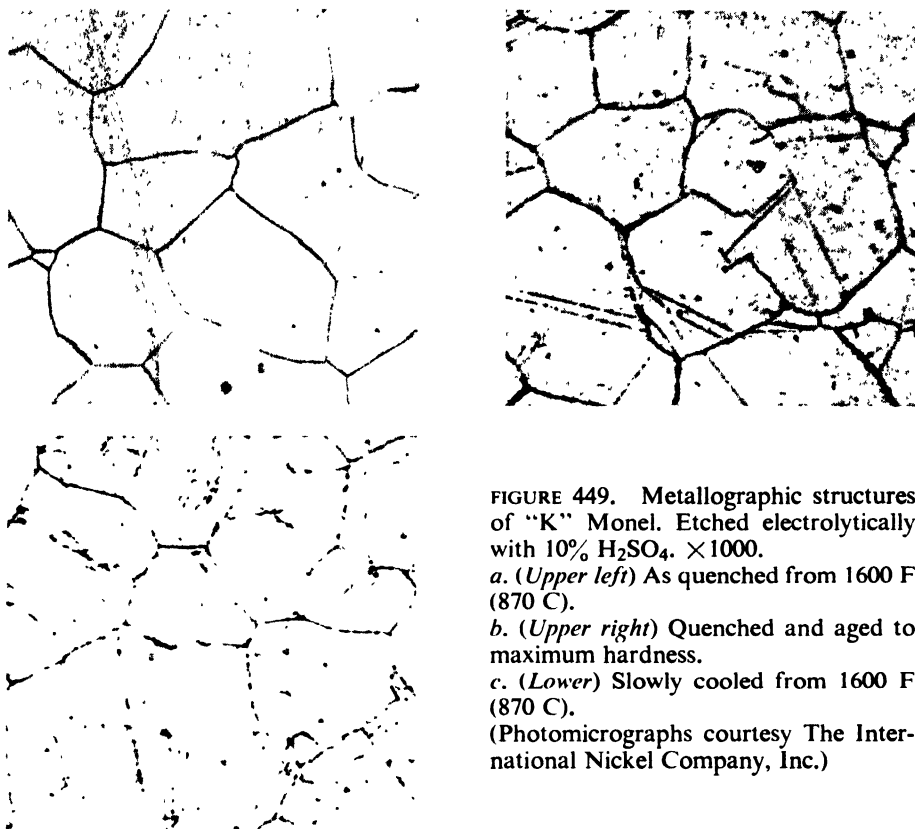 FIGURE 449. Metallographic structures
of “K” Monel. Etched electrolytically
with 10% H₂SO₄. ×1000.
a. (Upper left) As quenched from 1600 F
(870 C).
b. (Upper right) Quenched and aged to
maximum hardness.
c. (Lower) Slowly cooled from 1600 F
(870 C).
(Photomicrographs courtesy The Inter-
national Nickel Company, Inc.)